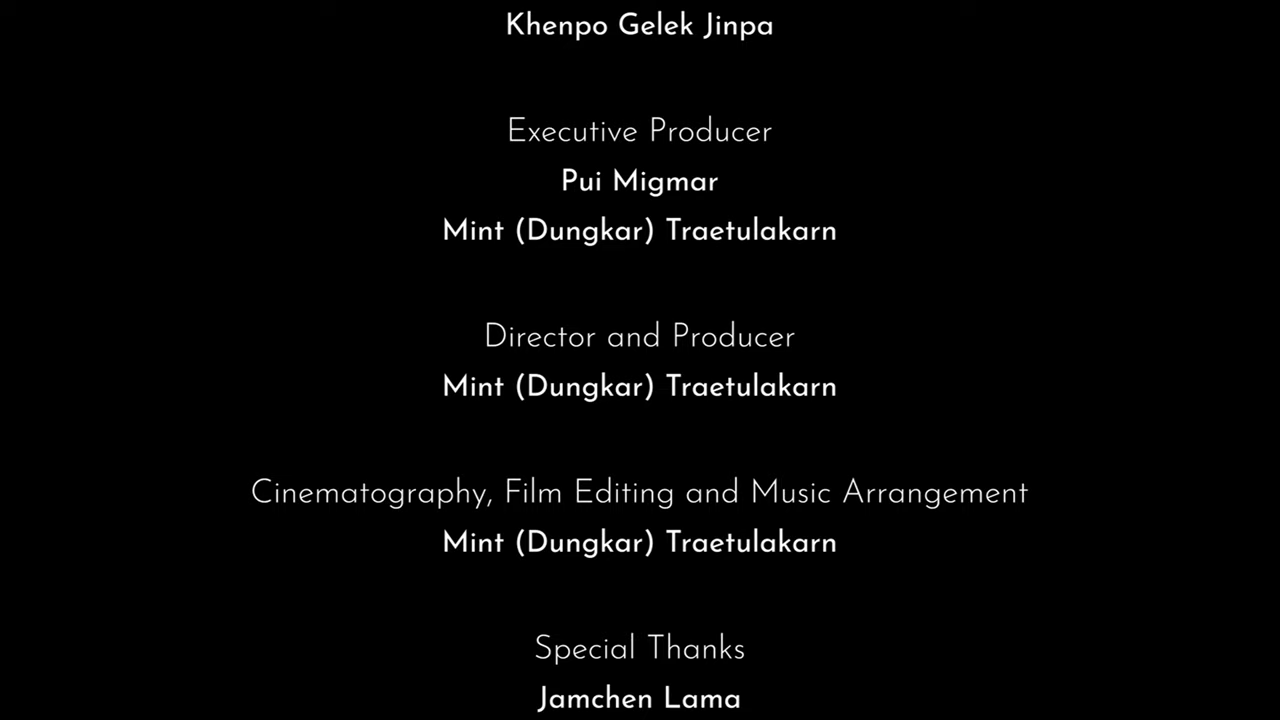 Khenpo Gelek Jinpa
Executive Producer
Pui Migmar
Mint (Dungkar) Traetulakarn
Director and Producer
Mint (Dungkar) Traetulakarn
Cinematography, Film Editing and Music Arrangement
Mint (Dungkar) Traetulakarn
Special Thanks
Jamchen Lama